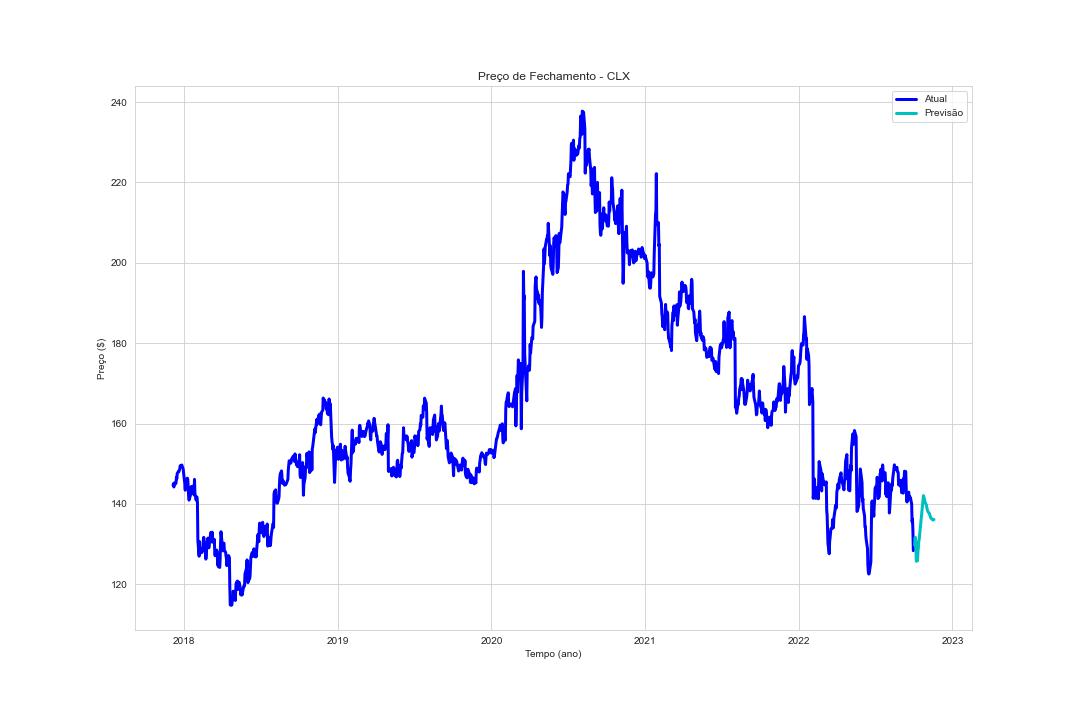 Preço de Fechamento - CLX
Atual
Previsão
240
220
200
180
160
140
120
Preço ($)
2018
2019
2020
2021
2022
2023
Tempo (ano)